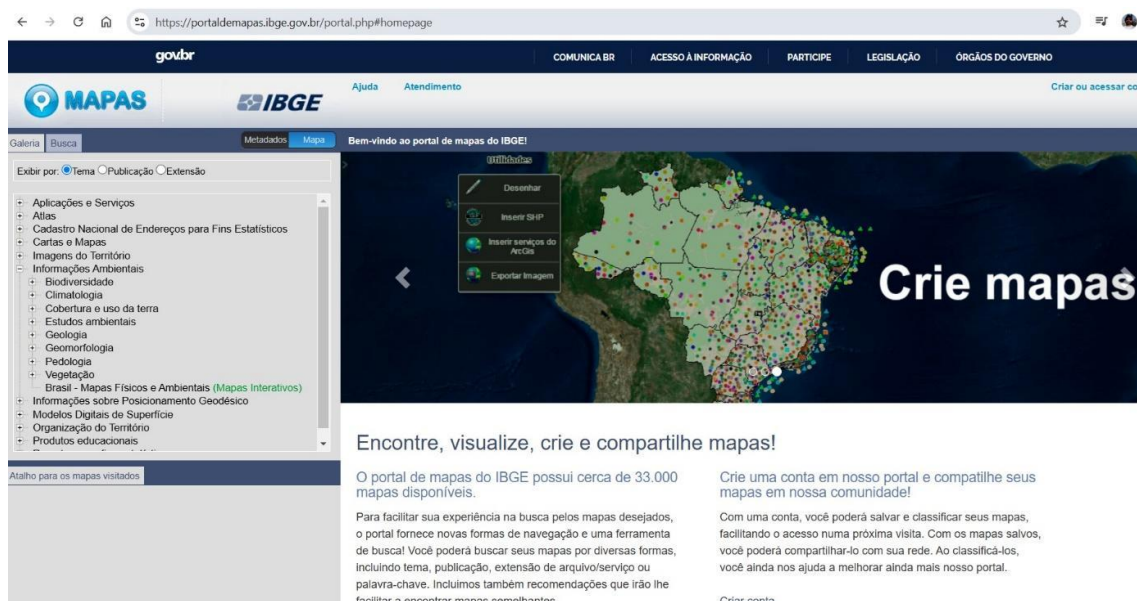 https://portaldemapas.ibge.gov.br/portal.php#homepage
govbr
COMUNICA BR
ACESSO À INFORMAÇÃO
PARTICIPE
LEGISLAÇÃO
ÓRGÃOS DO GOVERNO
MAPAS
IBGE
Ajuda
Atendimento
Criar ou acessar co
Galeria
Busca
Metadados
Mapa
Bem-vindo ao portal de mapas do IBGE!
Exibir por: Tema Publicação Extensão
Aplicações e Serviços
Atlas
Cadastro Nacional de Endereços para Fins Estatísticos
Cartas e Mapas
Imagens do Território
Informações Ambientais
Biodiversidade
Climatologia
Cobertura e uso da terra
Estudos ambientais
Geologia
Geomorfologia
Pedologia
Vegetação
Brasil - Mapas Físicos e Ambientais (Mapas Interativos)
Informações sobre Posicionamento Geodésico
Modelos Digitais de Superfície
Organização do Território
Produtos educacionais
Atalho para os mapas visitados
Utilidades
Desenhar
Inserir SHP
Inserir serviços do
ArcGis
Exportar Imagem
Crie mapas
Encontre, visualize, crie e compartilhe mapas!
O portal de mapas do IBGE possui cerca de 33.000
mapas disponíveis.
Para facilitar sua experiência na busca pelos mapas desejados,
o portal fornece novas formas de navegação e uma ferramenta
de busca! Você poderá buscar seus mapas por diversas formas,
incluindo tema, publicação, extensão de arquivo/serviço ou
palavra-chave. Incluimos também recomendações que irão lhe
facilitar a encontrar mapas semelhantes.
Crie uma conta em nosso portal e compatilhe seus
mapas em nossa comunidade!
Com uma conta, você poderá salvar e classificar seus mapas,
facilitando o acesso numa próxima visita. Com os mapas salvos,
você poderá compartilhar-lo com sua rede. Ao classificá-los,
você ainda nos ajuda a melhorar ainda mais nosso portal.
Criar conta